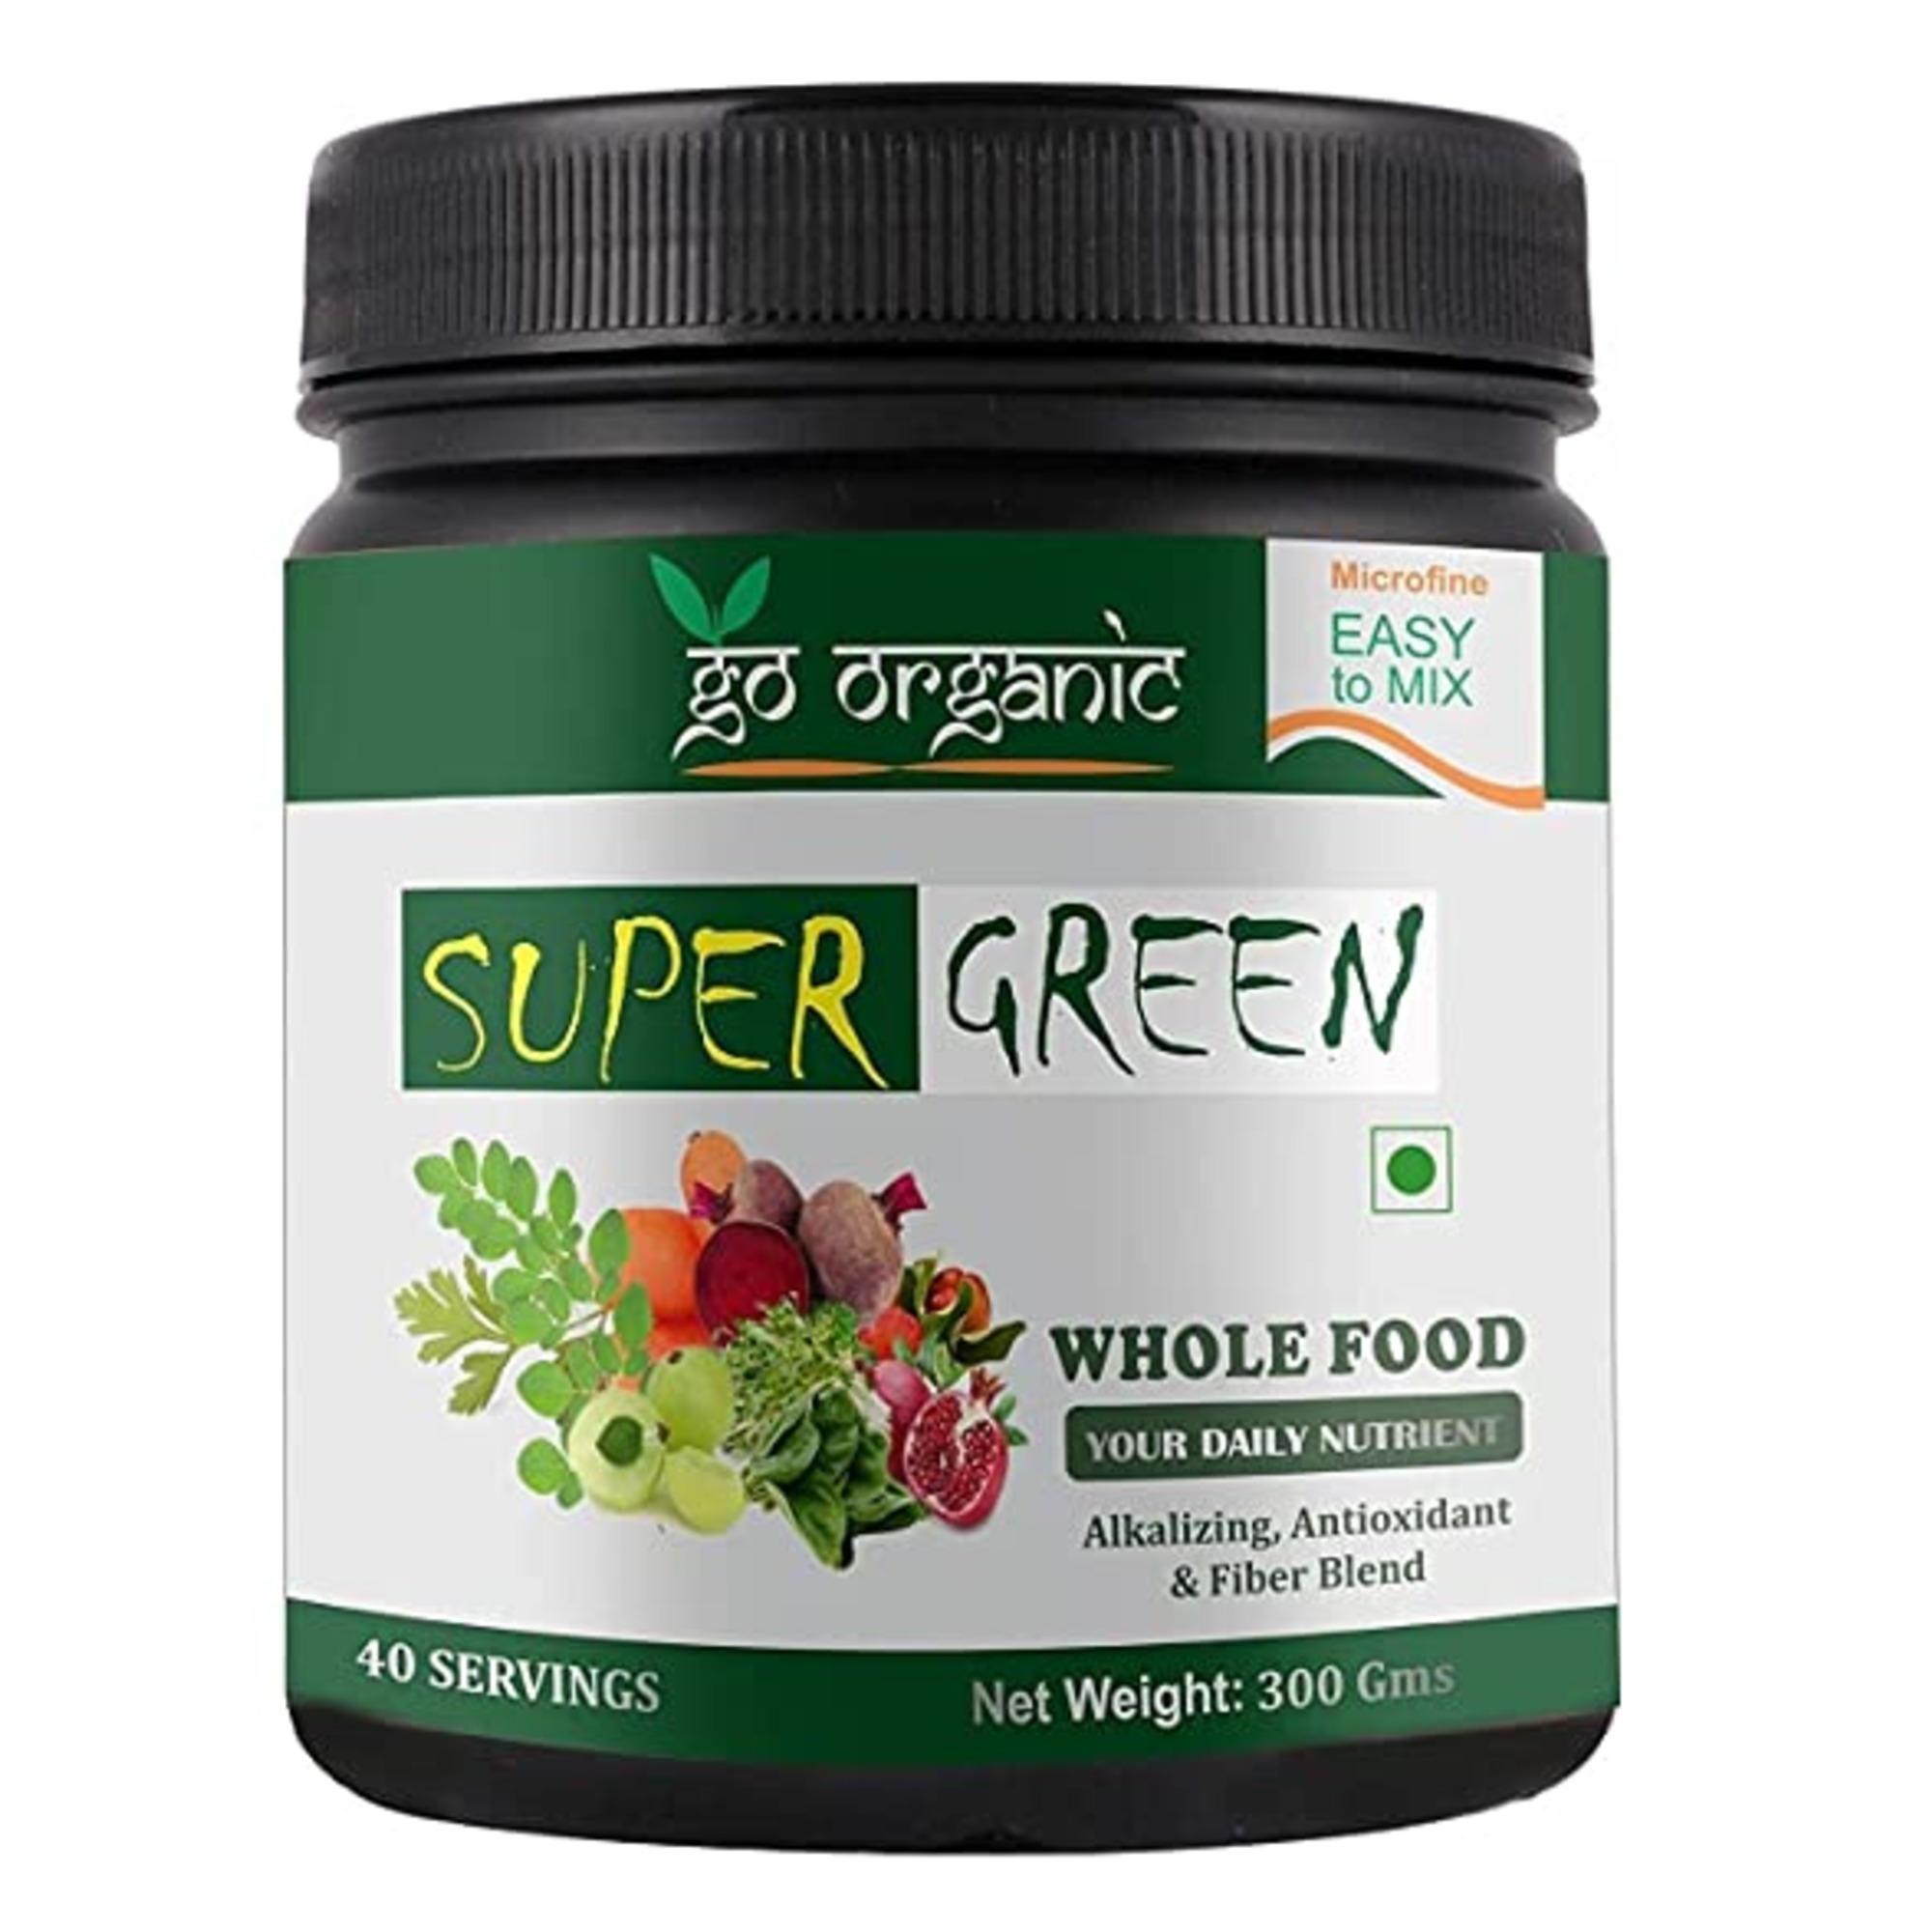 go organic
Microfine
EASY
to MIX
SUPER GREEN
WHOLE FOOD
YOUR DAILY NUTRIENT
Alkalizing, Antioxidant
& Fiber Blend
40 SERVINGS
Net Weight: 300 Gms